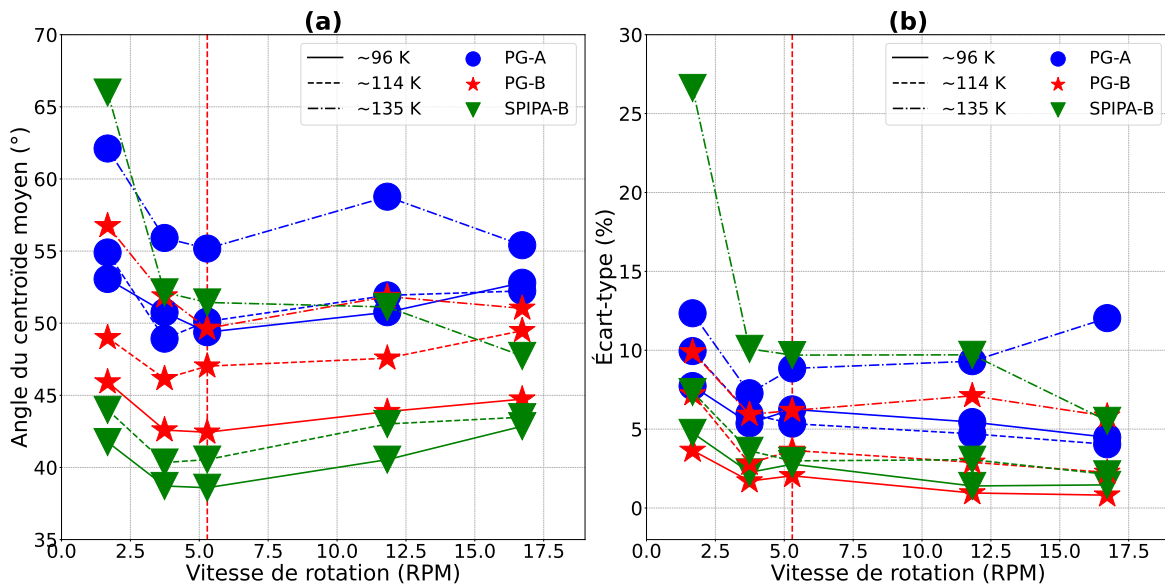 (a)
Angle du centroïde moyen (°)
70
65
60
55
50
45
40
35
~96 K
~114 K
~135 K
PG-A
PG-B
SPIPA-B
0.0 2.5 5.0 7.5 10.0 12.5 15.0 17.5
Vitesse de rotation (RPM)
(b)
Écart-type (%)
30
25
20
15
10
5
0
~96 K
~114 K
~135 K
PG-A
PG-B
SPIPA-B
0.0 2.5 5.0 7.5 10.0 12.5 15.0 17.5
Vitesse de rotation (RPM)